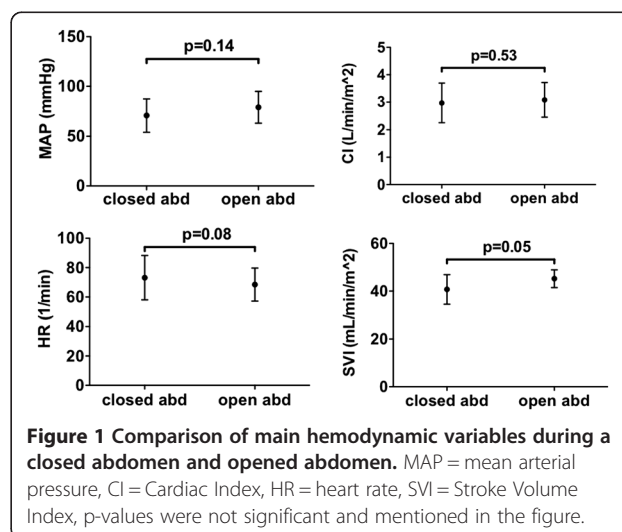 150
100
50
0
MAP (mmHg)
p=0.14
closed abd open abd
5
4
3
2
1
0
CI (L/min/m^2)
p=0.53
closed abd open abd
100
80
60
40
20
0
HR (1/min)
p=0.08
closed abd open abd
60
40
20
0
SVI (mL/min/m^2)
p=0.05
closed abd open abd
Figure 1 Comparison of main hemodynamic variables during a
closed abdomen and opened abdomen. MAP = mean arterial
pressure, CI = Cardiac Index, HR = heart rate, SVI = Stroke Volume
Index, p-values were not significant and mentioned in the figure.